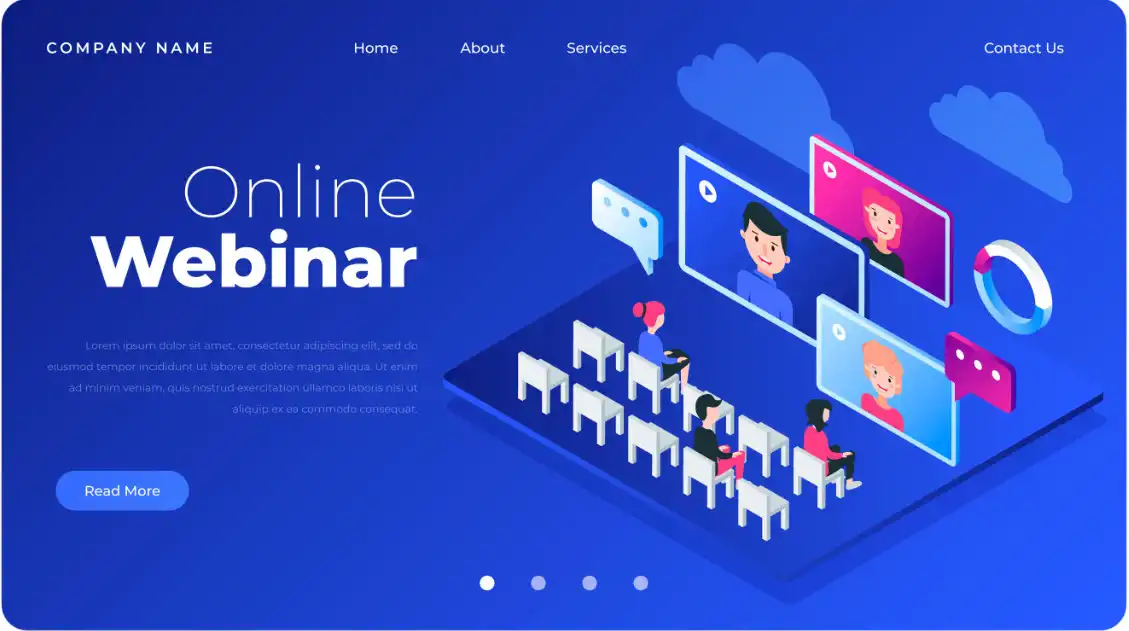 COMPANY NAME Home About Services Contact Us
Online
Webinar
Lorem ipsum dolor sit amet, consectetur adipiscing elit, sed do
eiusmod tempor incididunt ut labore et dolore magna aliqua. Ut enim
ad minim veniam, quis nostrud exercitation ullamco laboris nisi ut
aliquip ex ea commodo consequat.
Read More